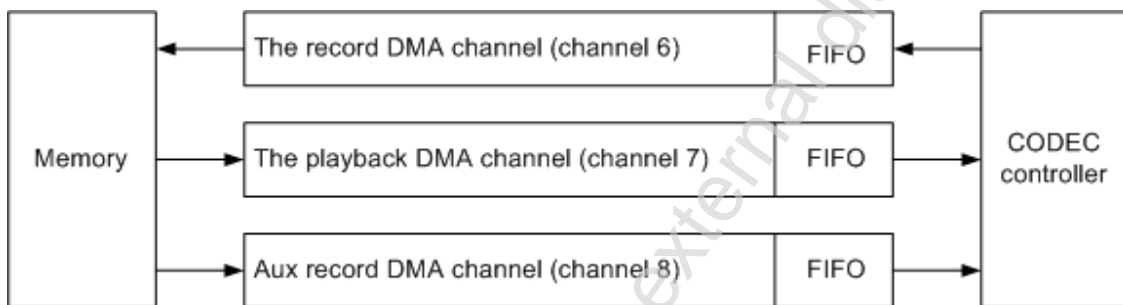 The record DMA channel (channel 6)
FIFO
Memory
The playback DMA channel (channel 7)
FIFO
CODEC
controller
Aux record DMA channel (channel 8)
FIFO
external